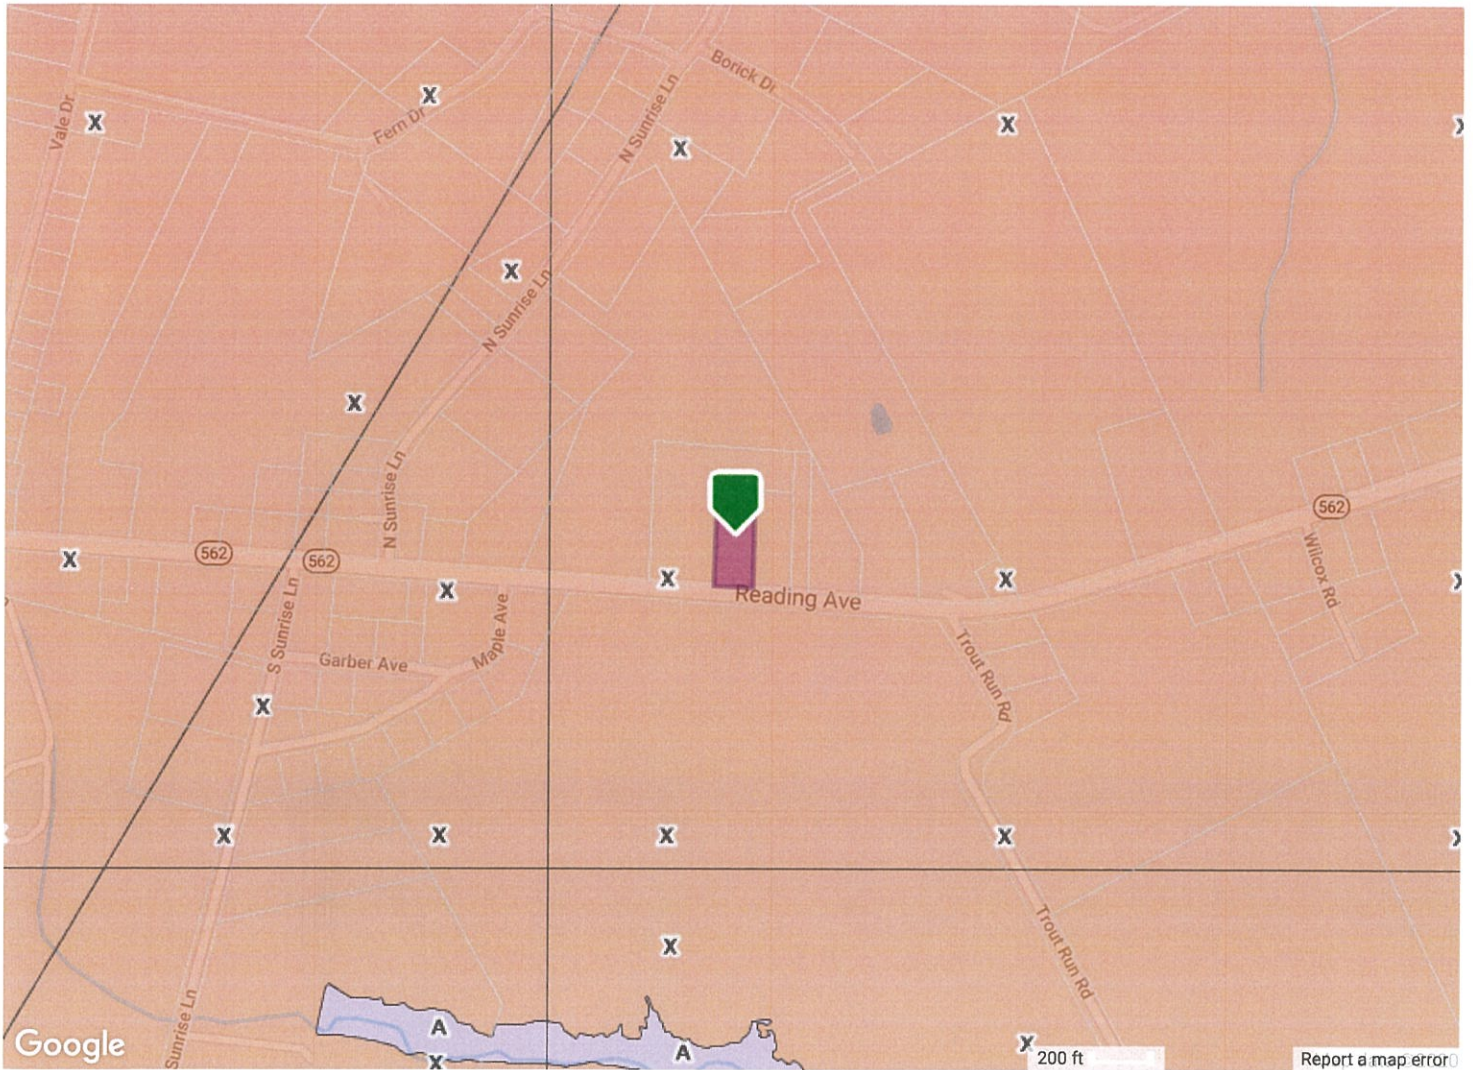 Borick Dr
Vale Dr
X
Fern Dr
X
N Sunrise Ln
X
X
X
X
X
N Sunrise Ln
X
N Sunrise Ln
562
562
562
X
X
X
X
X
Reading Ave
Wilcox Rd
S Sunrise Ln
Garber Ave
Maple Ave
Trout Run Rd
X
X
X
X
X
X
X
Trout Run Rd
Sunrise Ln
A
X
A
X
Google
200 ft
Report a map error